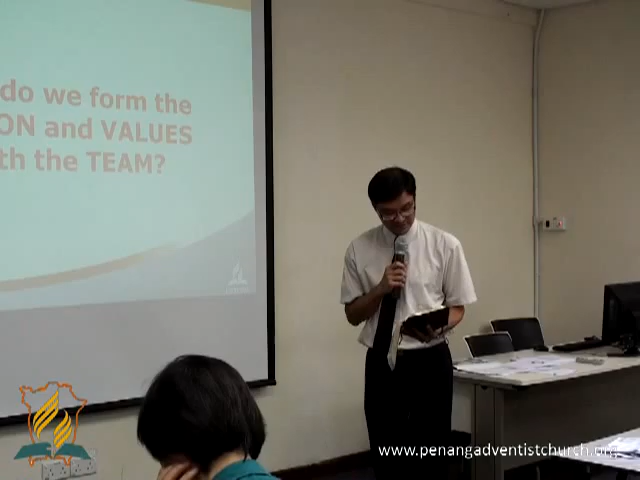 do we form the
ON and VALUES
th the TEAM?
www.penangadventistchurch.org